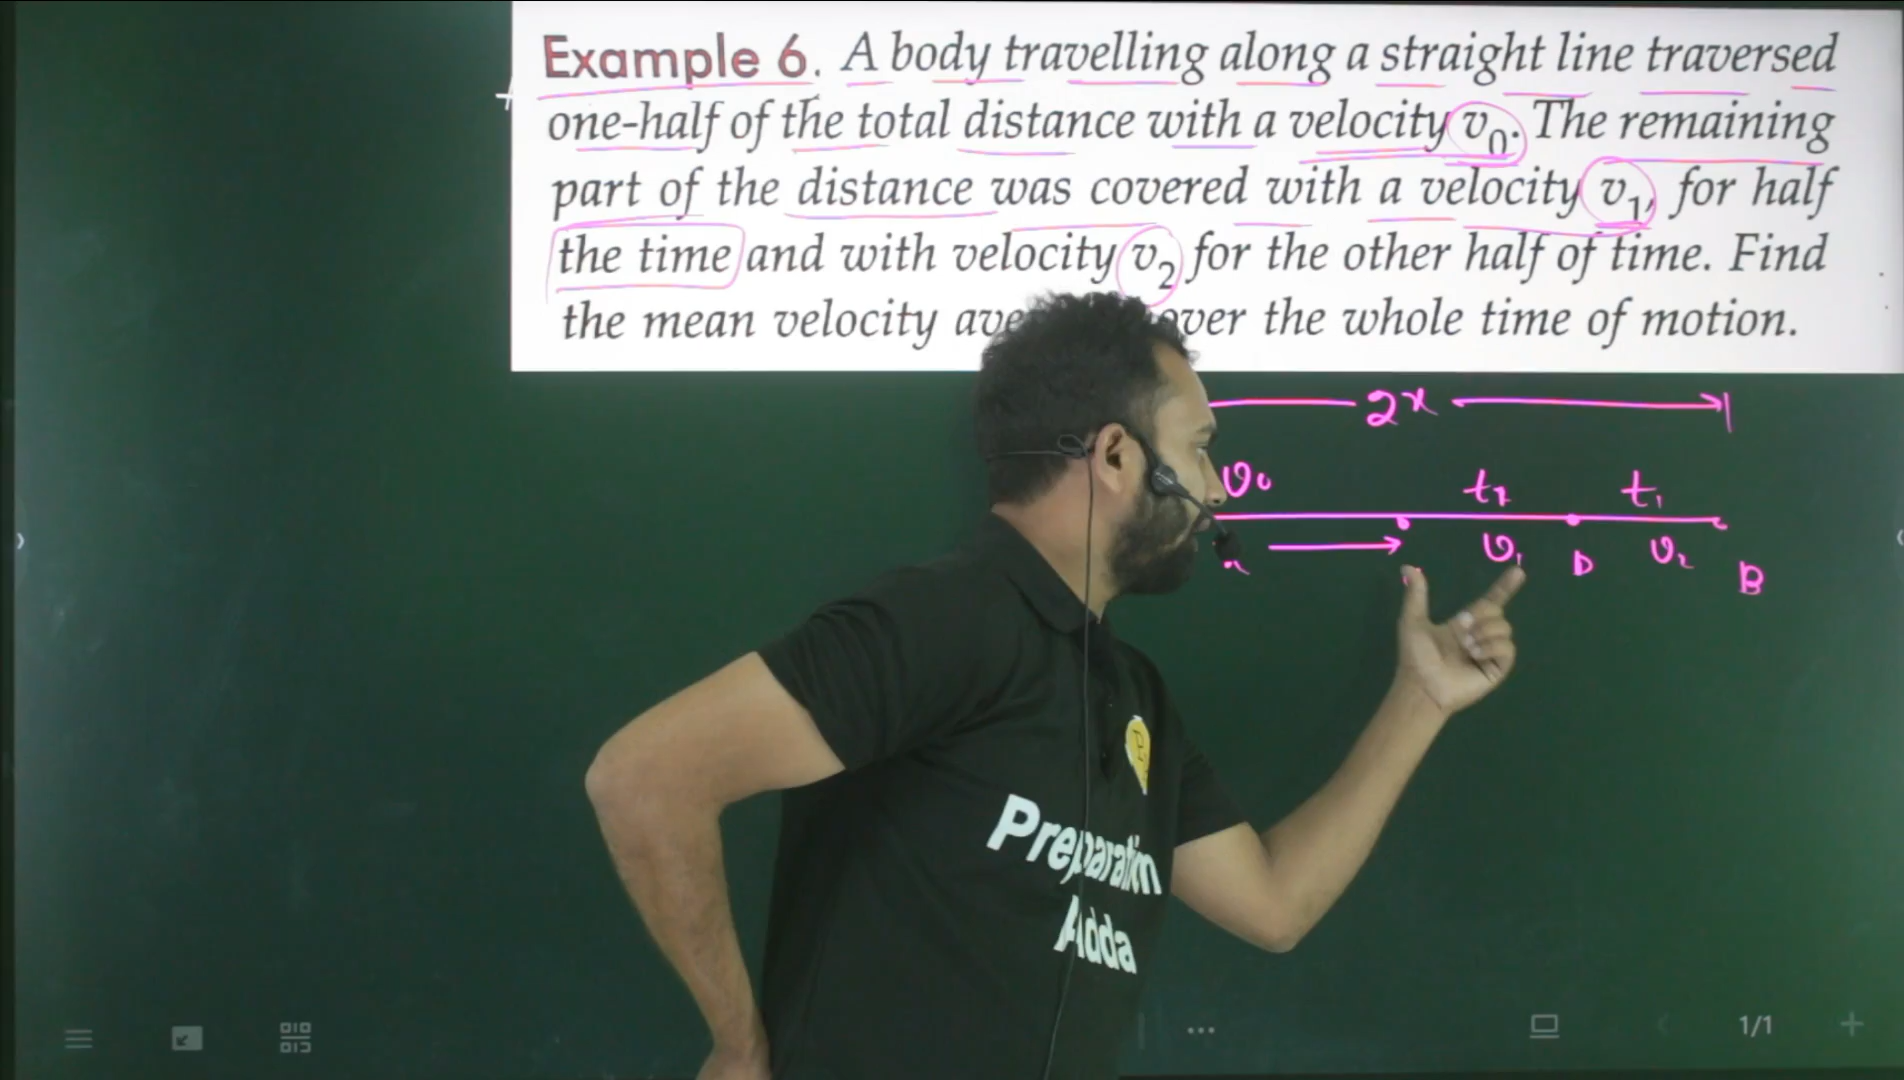 Example 6. A body travelling along a straight line traversed
one-half of the total distance with a velocity v₀. The remaining
part of the distance was covered with a velocity v₁, for half
the time and with velocity v₂ for the other half of time. Find
the mean velocity over the whole time of motion.
2x
v₀ t₁ t₁
x v₁ D v₂ B
Preparation
Adda
1/1